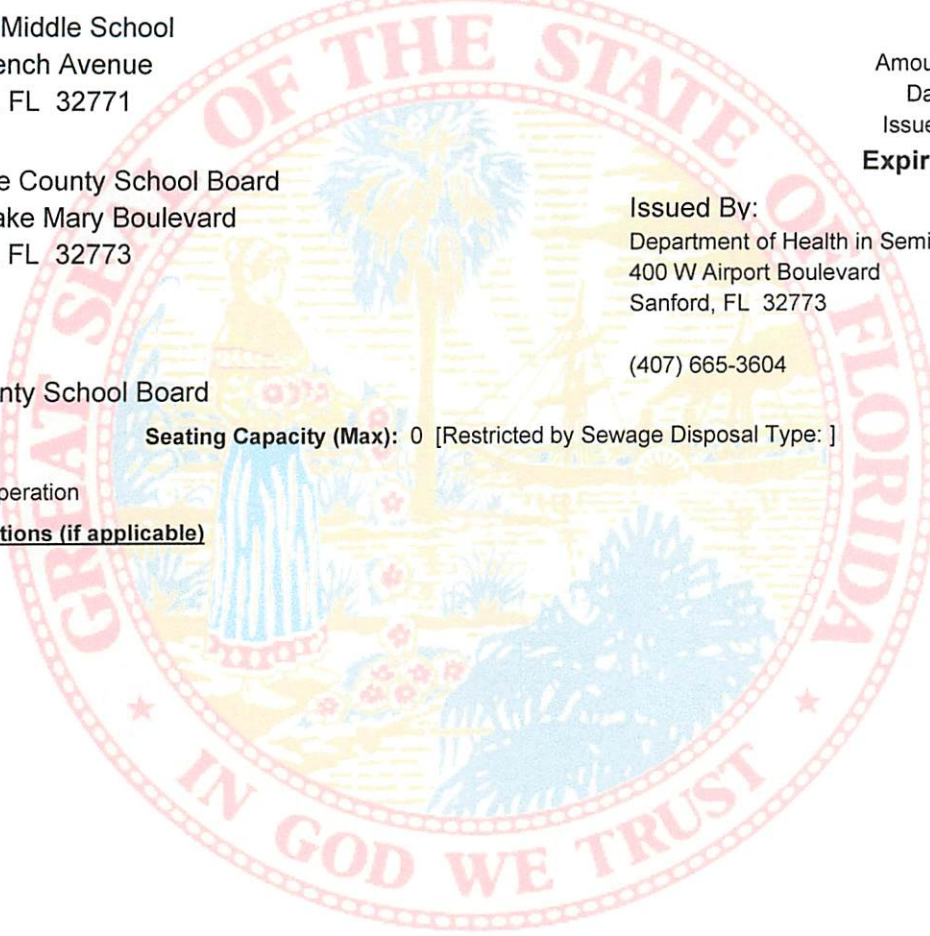 Middle School
ench Avenue
FL 32771
e County School Board
ake Mary Boulevard
FL 32773
Amou
Da
Issue
Expir
Issued By:
Department of Health in Semi
400 W Airport Boulevard
Sanford, FL 32773
(407) 665-3604
nty School Board
Seating Capacity (Max): 0 [Restricted by Sewage Disposal Type: ]
peration
tions (if applicable)
GREAT SEAL OF THE STATE OF FLORIDA
IN GOD WE TRUST